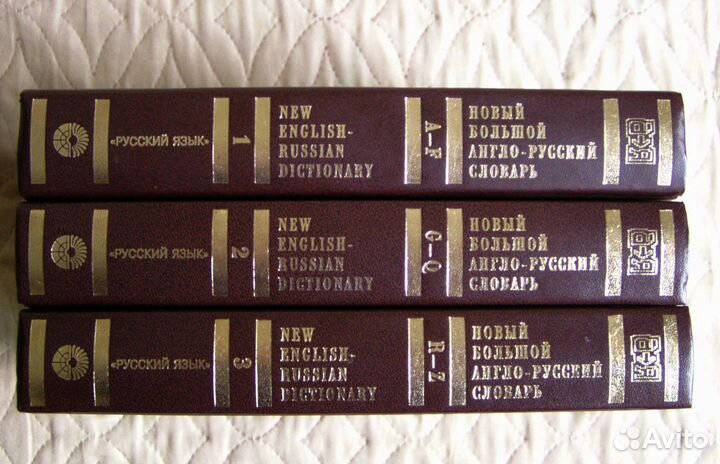 «РУССКИЙ ЯЗЫК»
1
NEW
ENGLISH-
RUSSIAN
DICTIONARY
A–F
НОВЫЙ
БОЛЬШОЙ
АНГЛО-РУССКИЙ
СЛОВАРЬ
«РУССКИЙ ЯЗЫК»
2
NEW
ENGLISH-
RUSSIAN
DICTIONARY
G–Q
НОВЫЙ
БОЛЬШОЙ
АНГЛО-РУССКИЙ
СЛОВАРЬ
«РУССКИЙ ЯЗЫК»
3
NEW
ENGLISH-
RUSSIAN
DICTIONARY
R–Z
НОВЫЙ
БОЛЬШОЙ
АНГЛО-РУССКИЙ
СЛОВАРЬ
Avito